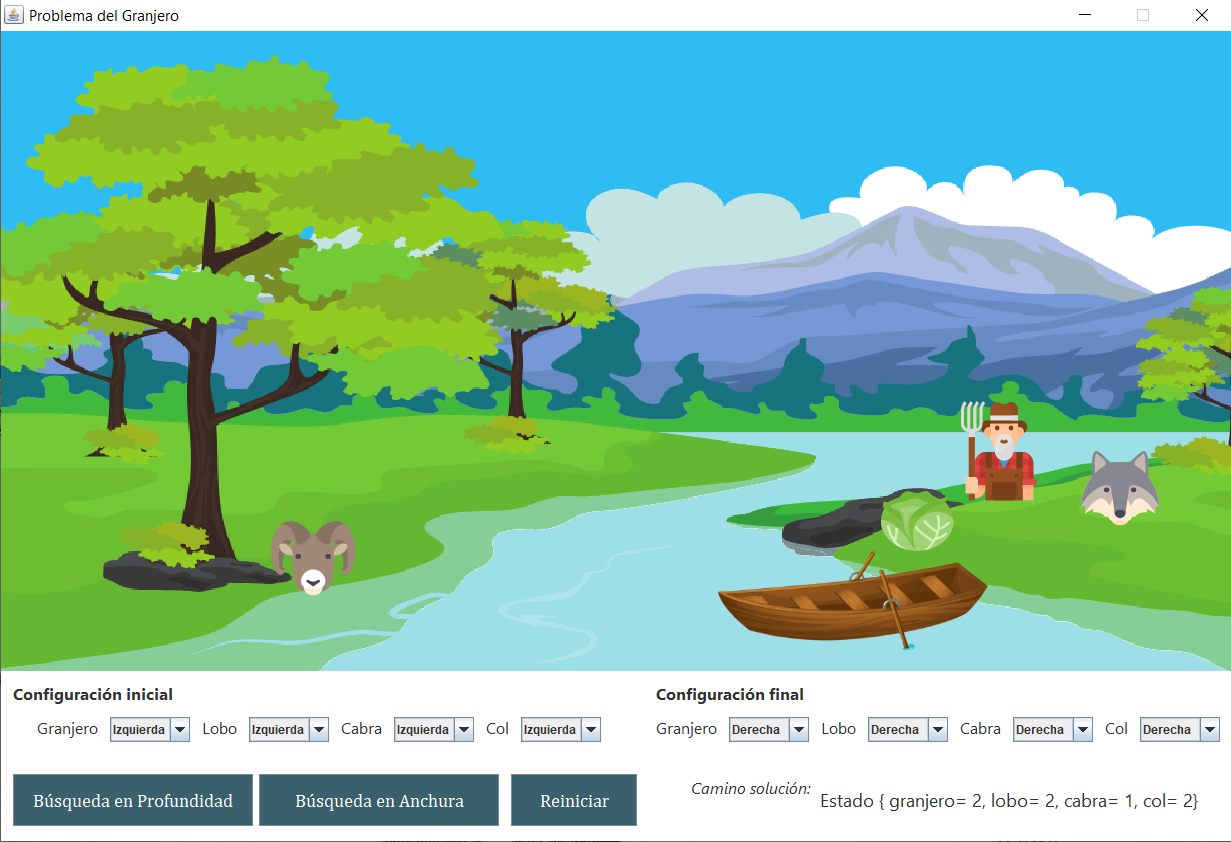 Problema del Granjero
Configuración inicial
Granjero Izquierda Lobo Izquierda Cabra Izquierda Col Izquierda
Configuración final
Granjero Derecha Lobo Derecha Cabra Derecha Col Derecha
Búsqueda en Profundidad
Búsqueda en Anchura
Reiniciar
Camino solución:
Estado { granjero= 2, lobo= 2, cabra= 1, col= 2}